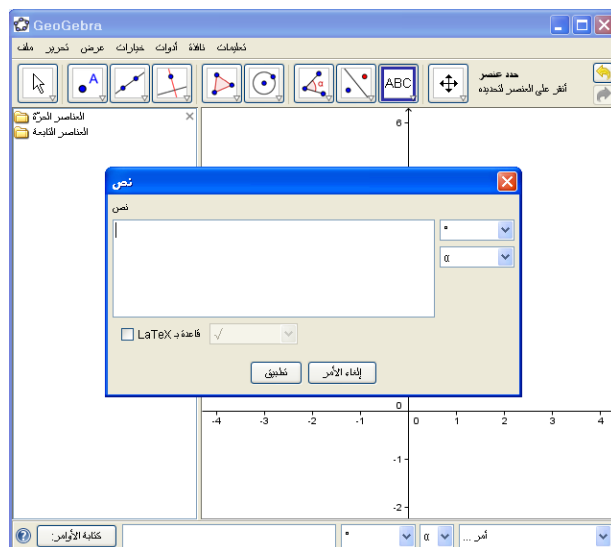 GeoGebra
ملف تحرير عرض خيارات أدوات نافذة تعليمات
A
α
ABC
حدد عنصر
أنقر على العنصر لتحديده
العناصر الحرّة
العناصر التابعة
6
نص
نص
α
قاعدة بـ LaTeX
√
تطبيق
إلغاء الأمر
0
-4 -3 -2 -1 0 1 2 3 4
-1
-2
كتابة الأوامر:
α
أمر ...